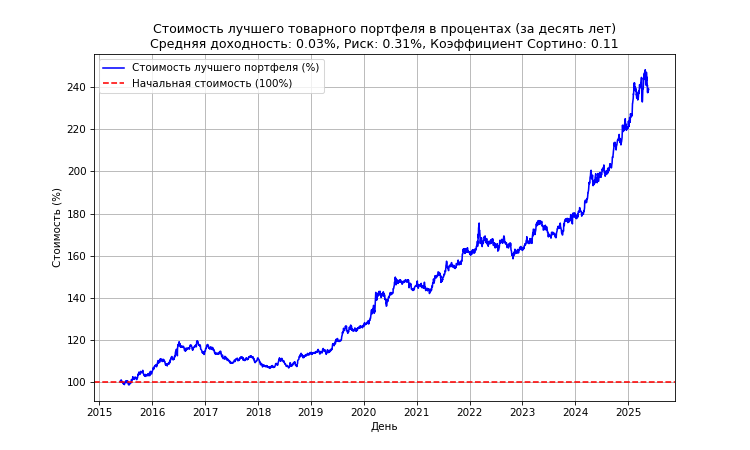 Стоимость лучшего товарного портфеля в процентах (за десять лет)
Средняя доходность: 0.03%, Риск: 0.31%, Коэффициент Сортино: 0.11
Стоимость лучшего портфеля (%)
Начальная стоимость (100%)
Стоимость (%)
240
220
200
180
160
140
120
100
2015 2016 2017 2018 2019 2020 2021 2022 2023 2024 2025
День